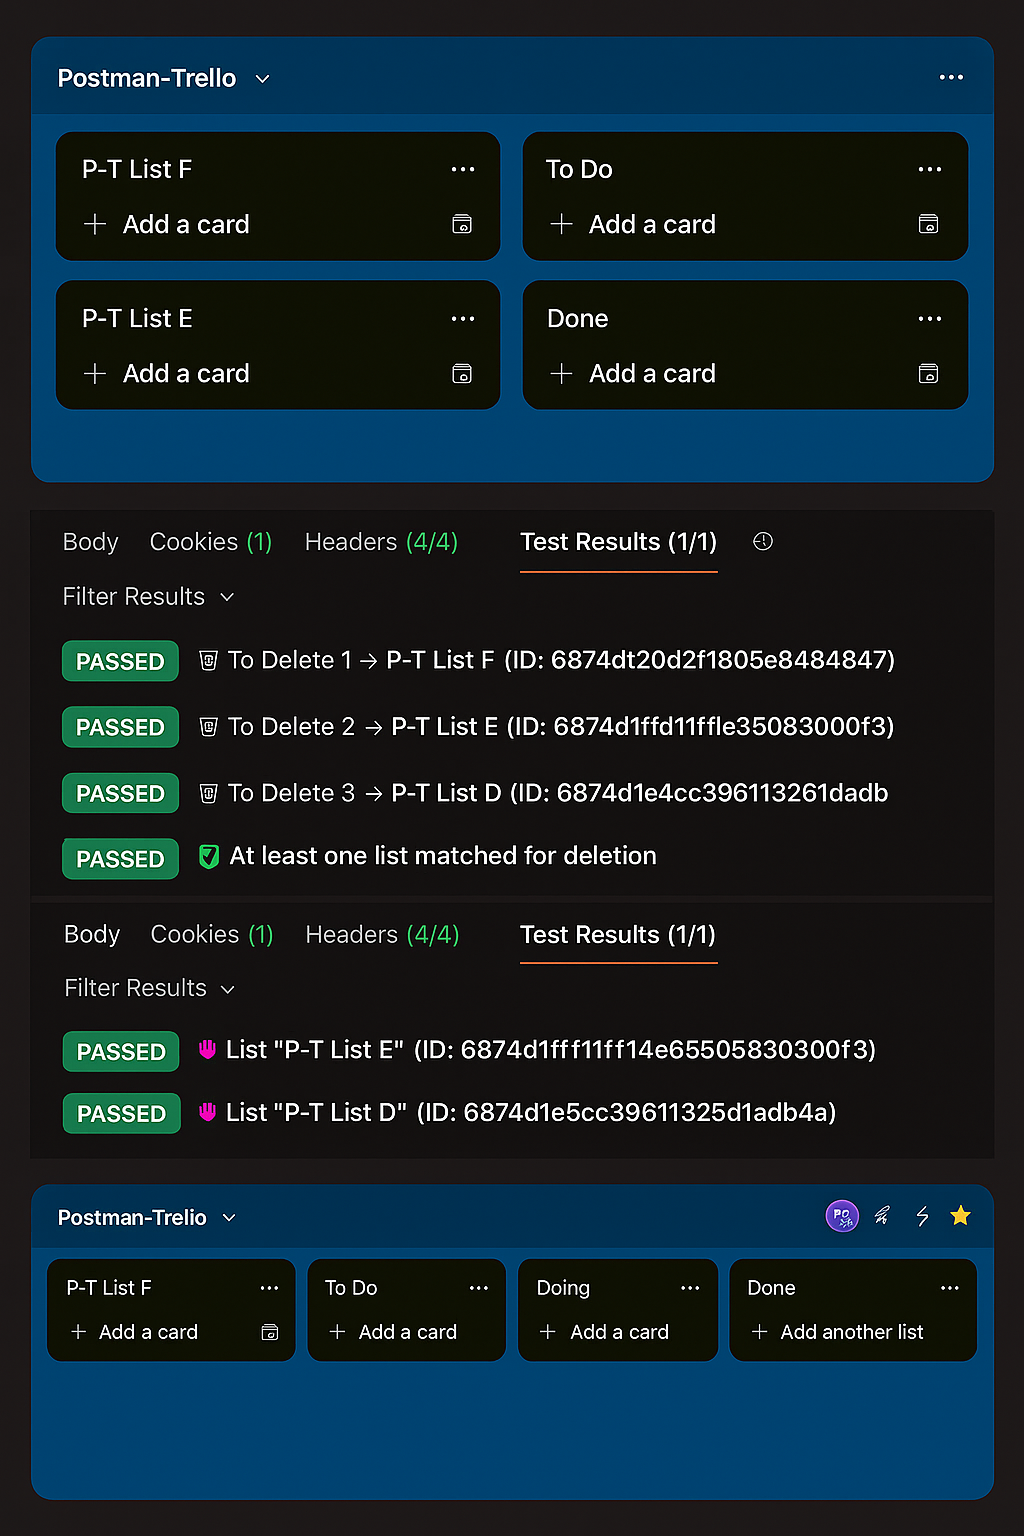 Postman-Trello
P-T List F
To Do
+ Add a card
+ Add a card
P-T List E
Done
+ Add a card
+ Add a card
Body Cookies (1) Headers (4/4) Test Results (1/1)
Filter Results
PASSED To Delete 1 → P-T List F (ID: 6874dt20d2f1805e8484847)
PASSED To Delete 2 → P-T List E (ID: 6874d1ffd11ffle35083000f3)
PASSED To Delete 3 → P-T List D (ID: 6874d1e4cc396113261dadb
PASSED At least one list matched for deletion
Body Cookies (1) Headers (4/4) Test Results (1/1)
Filter Results
PASSED List "P-T List E" (ID: 6874d1fff11ff14e65505830300f3)
PASSED List "P-T List D" (ID: 6874d1e5cc39611325d1adb4a)
Postman-Trelio
PO
P-T List F
To Do
Doing
Done
+ Add a card
+ Add a card
+ Add a card
+ Add another list